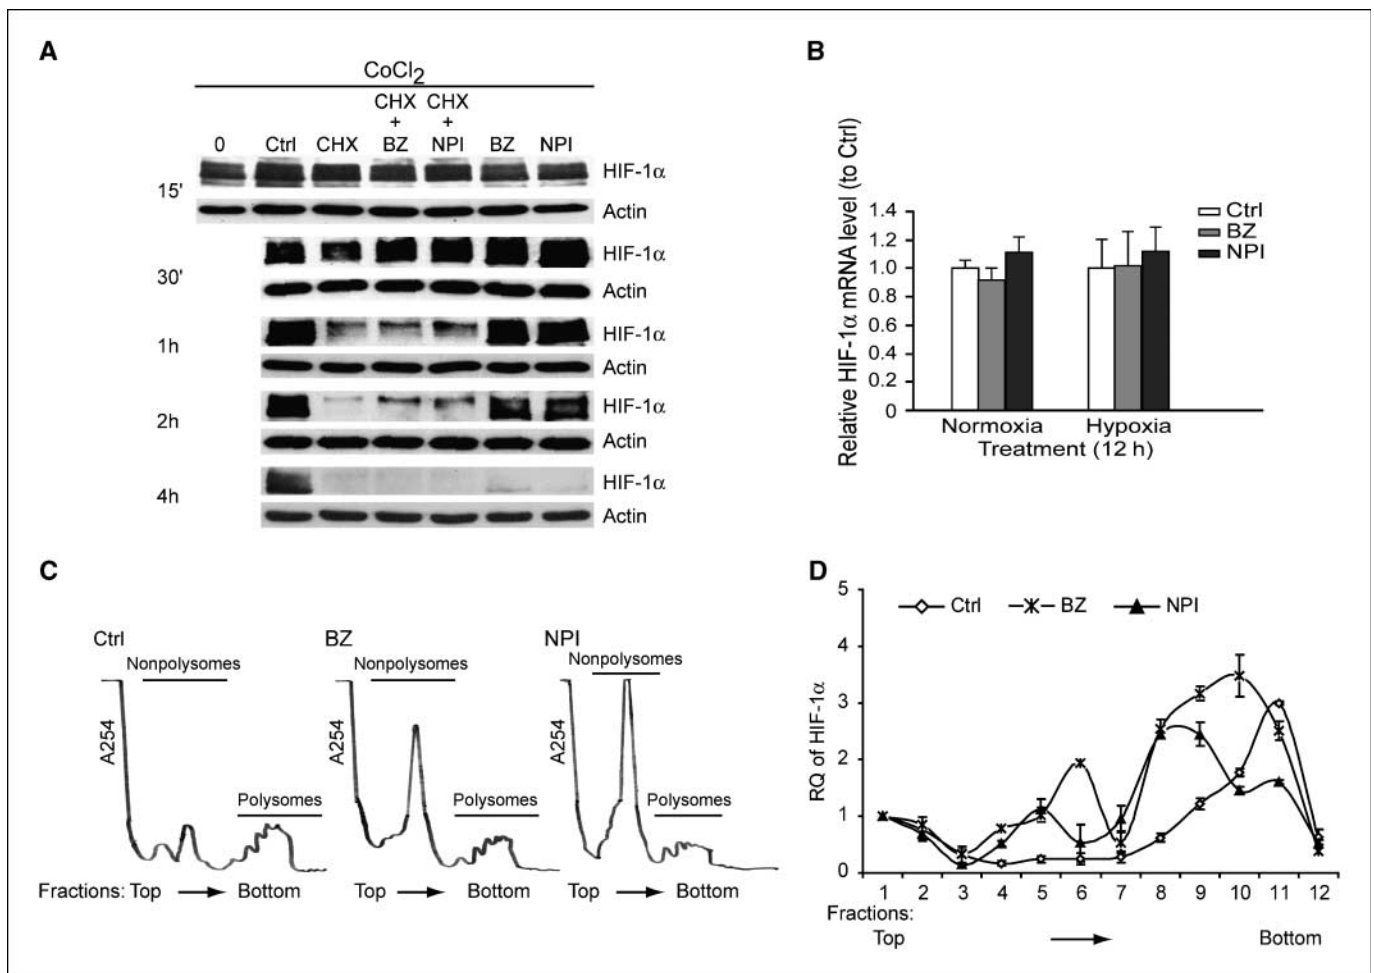 A
CoCl2
CHX CHX
+ +
0 Ctrl CHX BZ NPI BZ NPI
HIF-1α
15'
Actin
HIF-1α
30'
Actin
HIF-1α
1h
Actin
HIF-1α
2h
Actin
HIF-1α
4h
Actin
B
Relative HIF-1α mRNA level (to Ctrl)
1.4
1.2
1.0
0.8
0.6
0.4
0.2
0
Ctrl
BZ
NPI
Normoxia Hypoxia
Treatment (12 h)
C
Ctrl
Nonpolysomes
A254
Polysomes
BZ
Nonpolysomes
A254
Polysomes
NPI
Nonpolysomes
A254
Polysomes
Fractions: Top Bottom
Top Bottom
Top Bottom
D
RQ of HIF-1α
5
4
3
2
1
0
Ctrl BZ NPI
1 2 3 4 5 6 7 8 9 10 11 12
Fractions:
Top Bottom